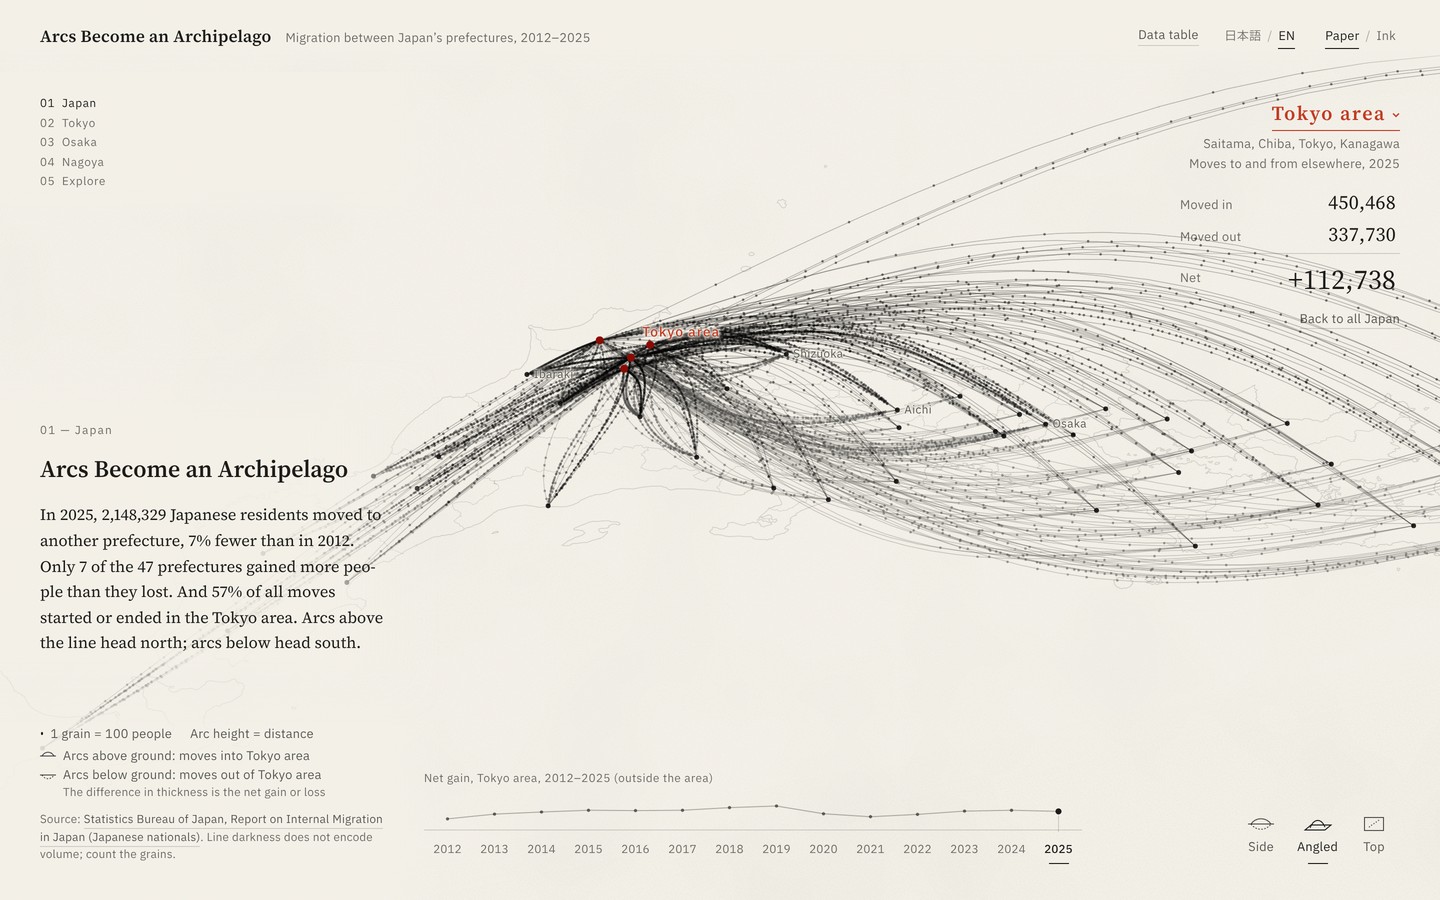 Arcs Become an Archipelago
Migration between Japan's prefectures, 2012–2025
Data table
日本語 / EN
Paper / Ink
01 Japan
02 Tokyo
03 Osaka
04 Nagoya
05 Explore
Tokyo area
Saitama, Chiba, Tokyo, Kanagawa
Moves to and from elsewhere, 2025
Moved in 450,468
Moved out 337,730
Net +112,738
Back to all Japan
Tokyo area
Shizuoka
Ibaraki
Aichi
Osaka
01 — Japan
Arcs Become an Archipelago
In 2025, 2,148,329 Japanese residents moved to
another prefecture, 7% fewer than in 2012.
Only 7 of the 47 prefectures gained more peo-
ple than they lost. And 57% of all moves
started or ended in the Tokyo area. Arcs above
the line head north; arcs below head south.
1 grain = 100 people Arc height = distance
Arcs above ground: moves into Tokyo area
Arcs below ground: moves out of Tokyo area
The difference in thickness is the net gain or loss
Source: Statistics Bureau of Japan, Report on Internal Migration
in Japan (Japanese nationals). Line darkness does not encode
volume; count the grains.
Net gain, Tokyo area, 2012–2025 (outside the area)
2012 2013 2014 2015 2016 2017 2018 2019 2020 2021 2022 2023 2024 2025
Side Angled Top